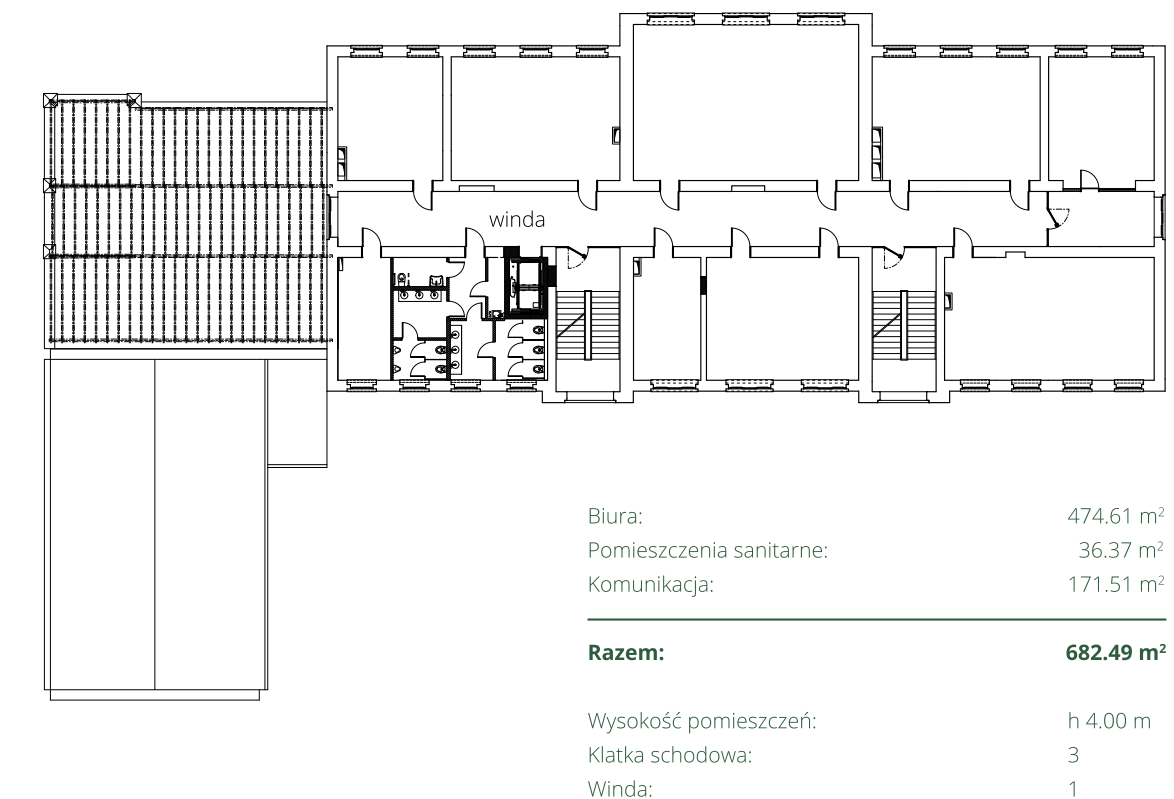 winda
Biura: 474.61 m²
Pomieszczenia sanitarne: 36.37 m²
Komunikacja: 171.51 m²
Razem: 682.49 m²
Wysokość pomieszczeń: h 4.00 m
Klatka schodowa: 3
Winda: 1